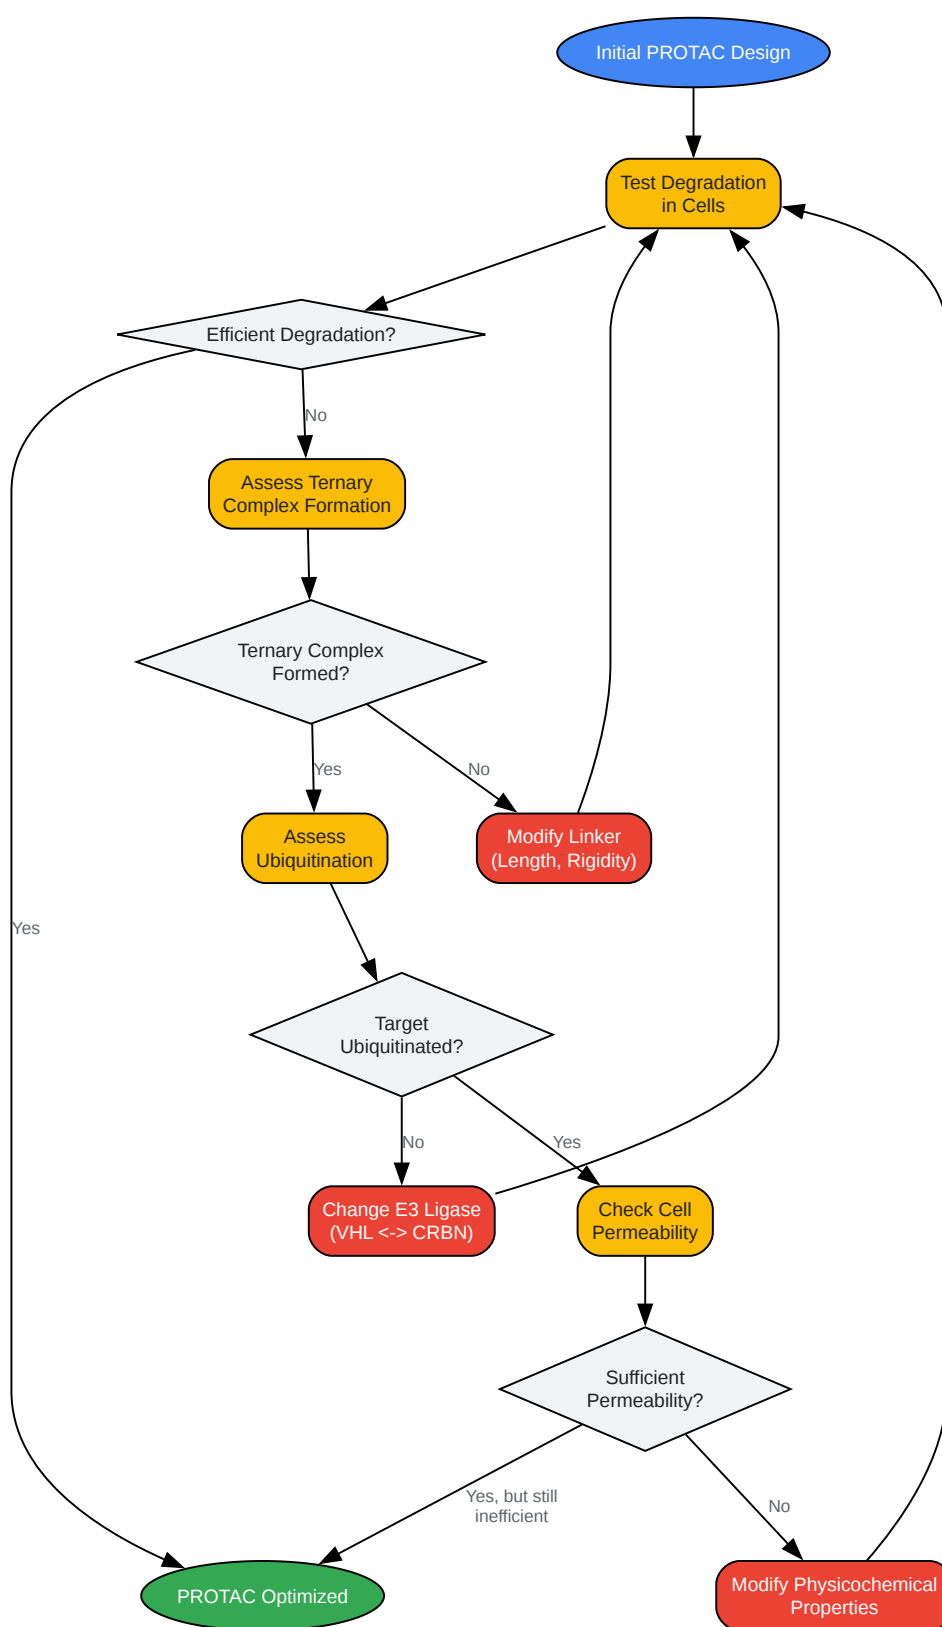 Initial PROTAC Design
Test Degradation
in Cells
Efficient Degradation?
No
Assess Ternary
Complex Formation
Ternary Complex
Formed?
Yes
No
Assess
Ubiquitination
Modify Linker
(Length, Rigidity)
Yes
Target
Ubiquitinated?
No
Yes
Change E3 Ligase
(VHL <-> CRBN)
Check Cell
Permeability
Sufficient
Permeability?
Yes, but still
inefficient
No
PROTAC Optimized
Modify Physicochemical
Properties